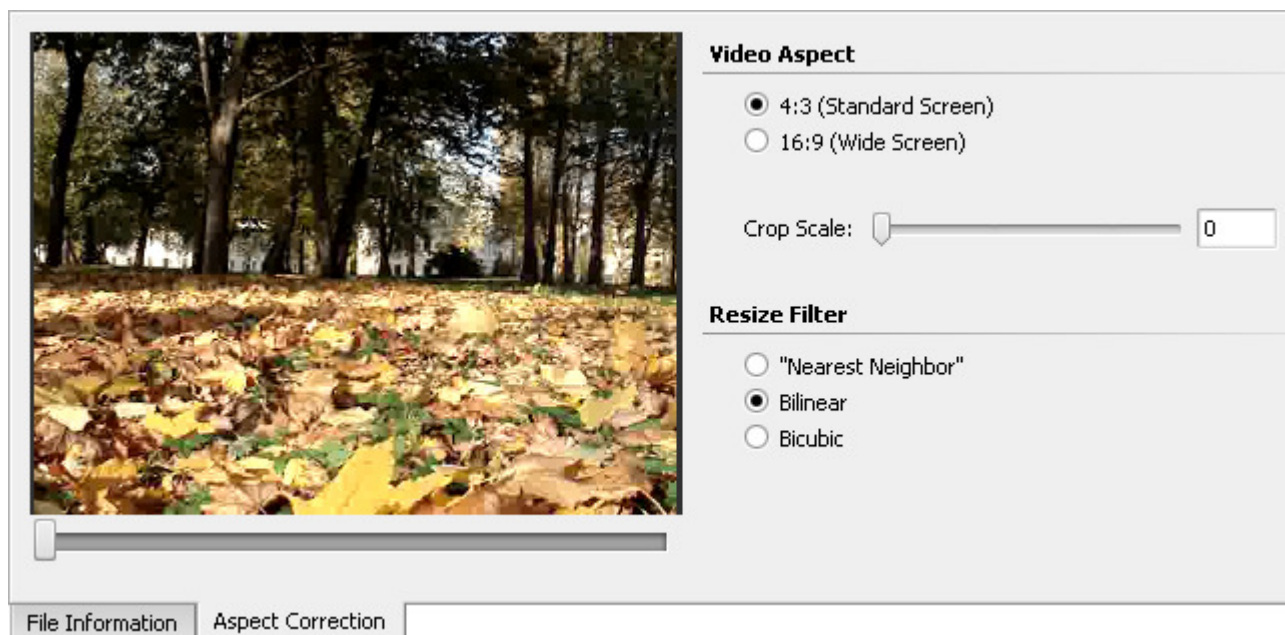 Video Aspect
4:3 (Standard Screen)
16:9 (Wide Screen)
Crop Scale: 0
Resize Filter
"Nearest Neighbor"
Bilinear
Bicubic
File Information Aspect Correction